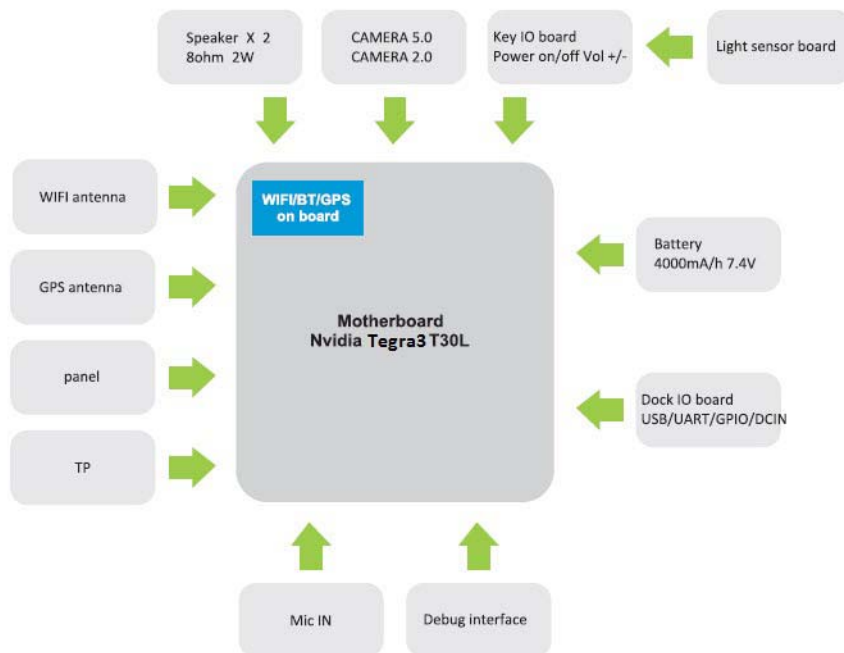 Speaker X 2
8ohm 2W
CAMERA 5.0
CAMERA 2.0
Key IO board
Power on/off Vol +/-
Light sensor board
WIFI antenna
WIFI/BT/GPS
on board
GPS antenna
Battery
4000mA/h 7.4V
Motherboard
Nvidia Tegra3 T30L
panel
Dock IO board
USB/UART/GPIO/DCIN
TP
Mic IN
Debug interface